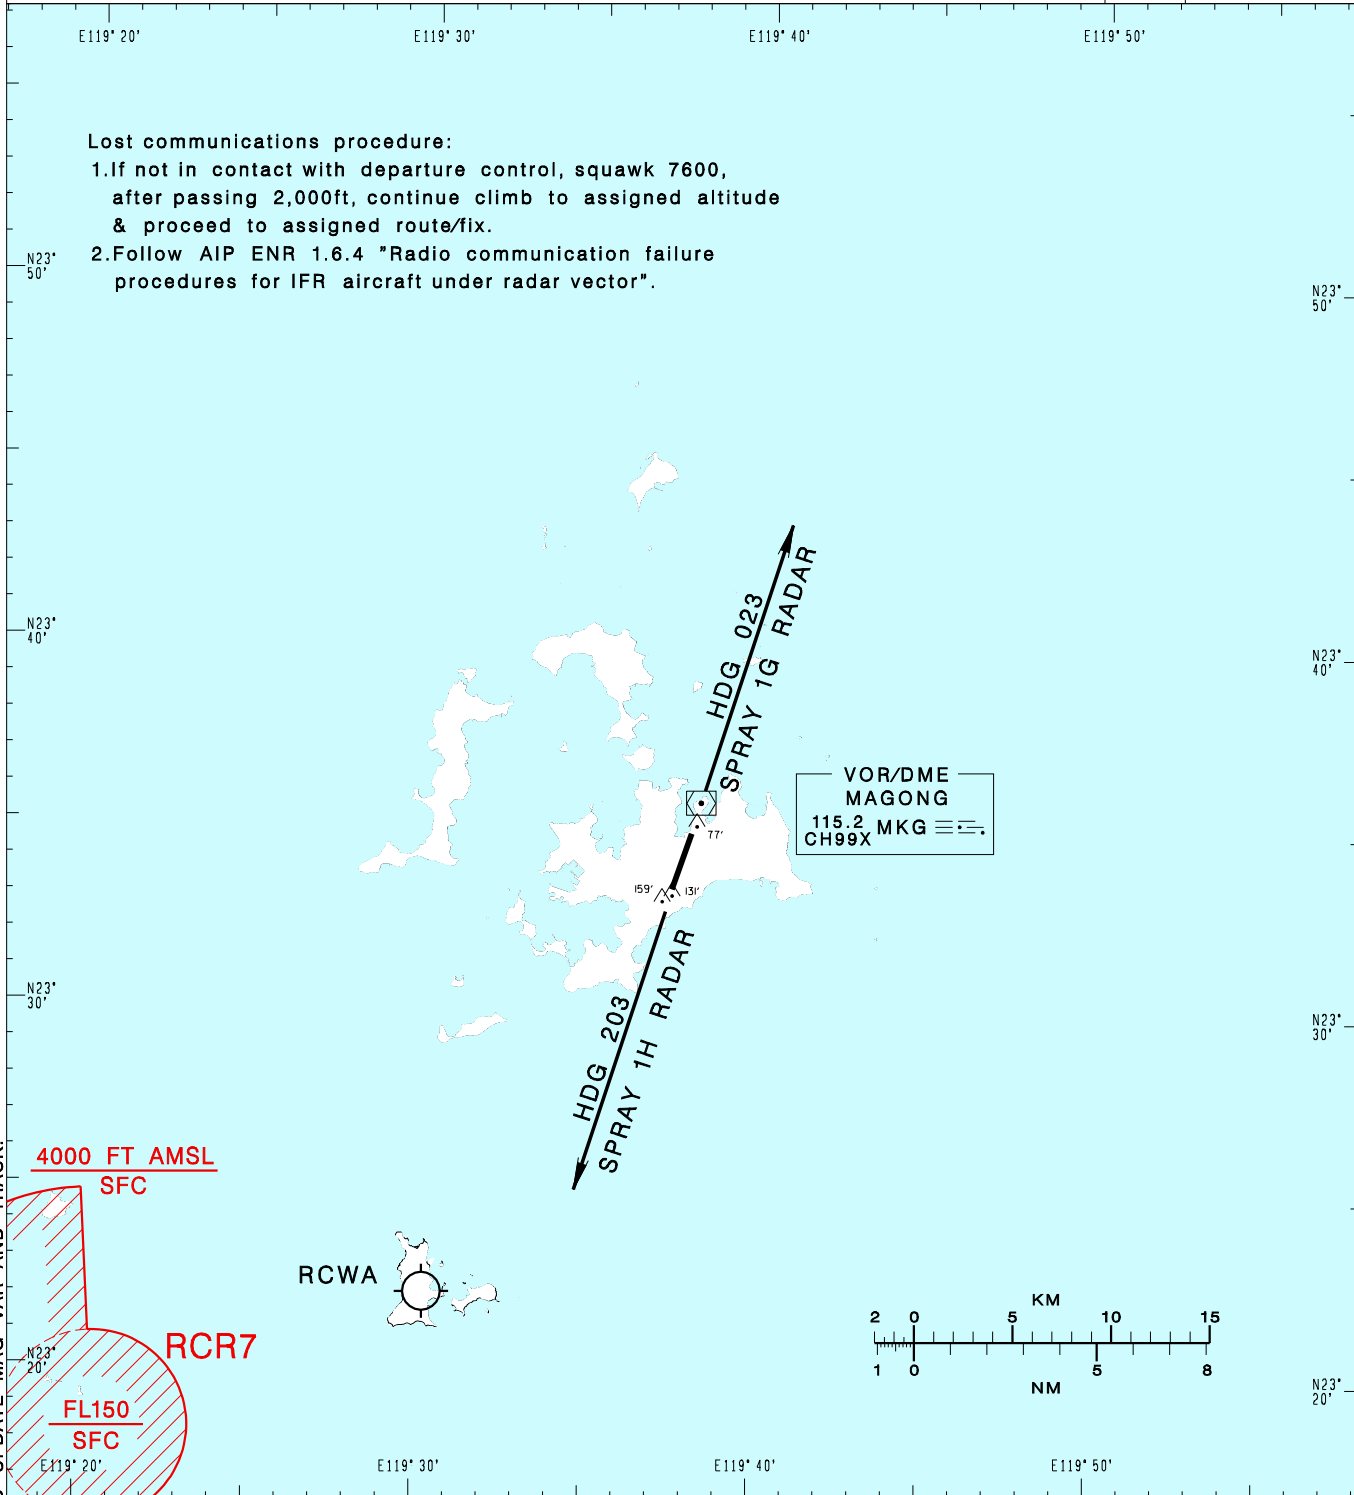 E119° 20'
E119° 30'
E119° 40'
E119° 50'
Lost communications procedure:
1.If not in contact with departure control, squawk 7600,
after passing 2,000ft, continue climb to assigned altitude
& proceed to assigned route/fix.
2.Follow AIP ENR 1.6.4 "Radio communication failure
procedures for IFR aircraft under radar vector".
N23°
50'
N23°
50'
HDG 023
SPRAY 1G RADAR
N23°
40'
N23°
40'
VOR/DME
MAGONG
115.2
CH99X
MKG
77'
159'
131'
HDG 203
SPRAY 1H RADAR
N23°
30'
N23°
30'
4000 FT AMSL
SFC
RCWA
RCR7
N23°
20'
FL150
SFC
KM
2 0 5 10 15
1 0 5 8
NM
N23°
20'
E119° 20'
E119° 30'
E119° 40'
E119° 50'